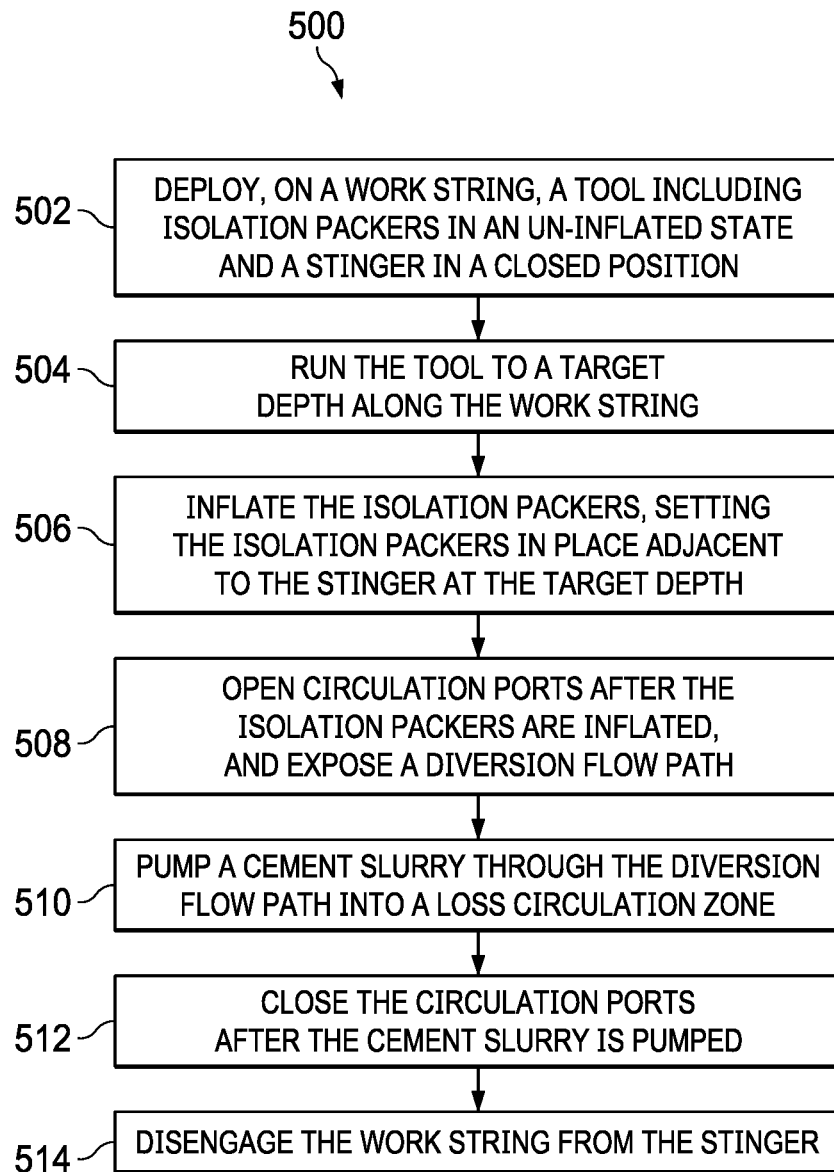 500
502
DEPLOY, ON A WORK STRING, A TOOL INCLUDING
ISOLATION PACKERS IN AN UN-INFLATED STATE
AND A STINGER IN A CLOSED POSITION
504
RUN THE TOOL TO A TARGET
DEPTH ALONG THE WORK STRING
506
INFLATE THE ISOLATION PACKERS, SETTING
THE ISOLATION PACKERS IN PLACE ADJACENT
TO THE STINGER AT THE TARGET DEPTH
508
OPEN CIRCULATION PORTS AFTER THE
ISOLATION PACKERS ARE INFLATED,
AND EXPOSE A DIVERSION FLOW PATH
510
PUMP A CEMENT SLURRY THROUGH THE DIVERSION
FLOW PATH INTO A LOSS CIRCULATION ZONE
512
CLOSE THE CIRCULATION PORTS
AFTER THE CEMENT SLURRY IS PUMPED
514
DISENGAGE THE WORK STRING FROM THE STINGER